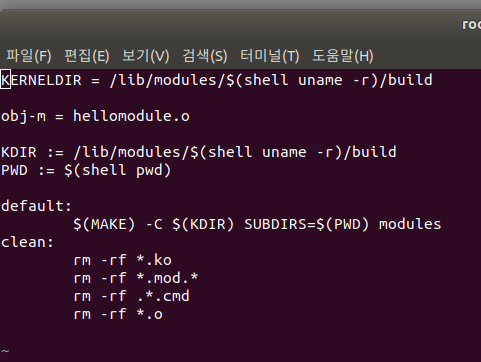 파일(F) 편집(E) 보기(V) 검색(S) 터미널(T) 도움말(H)
KERNELDIR = /lib/modules/$(shell uname -r)/build
obj-m = hellomodule.o
KDIR := /lib/modules/$(shell uname -r)/build
PWD := $(shell pwd)
default:
$(MAKE) -C $(KDIR) SUBDIRS=$(PWD) modules
clean:
rm -rf *.ko
rm -rf *.mod.*
rm -rf .*.cmd
rm -rf *.o
~